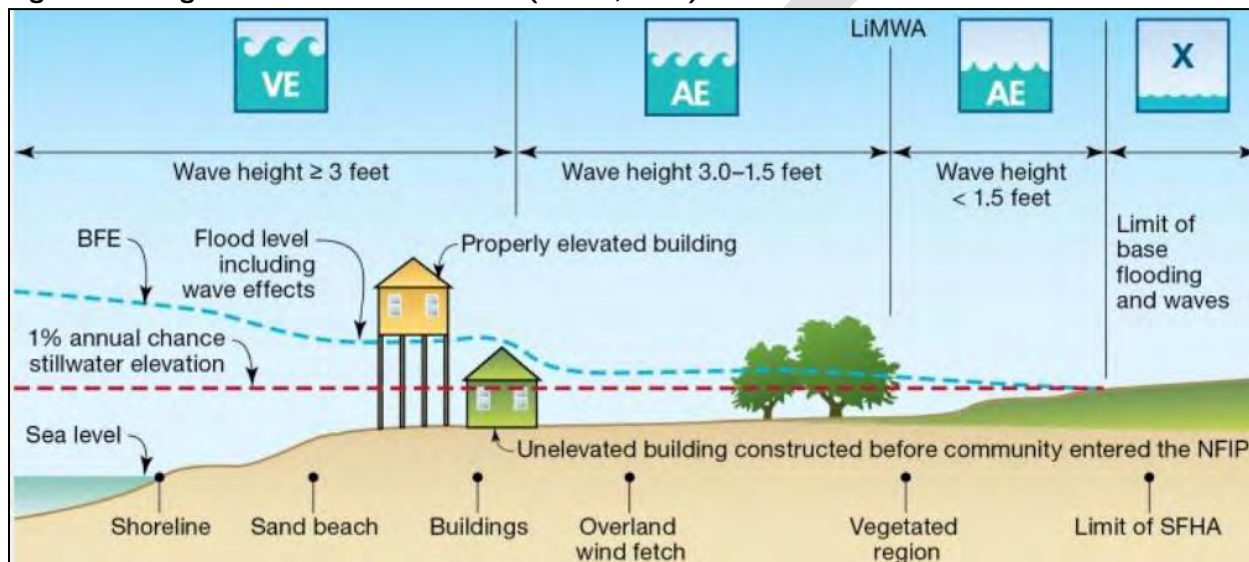 LiMWA
VE
AE
AE
X
Wave height ≥ 3 feet
Wave height 3.0–1.5 feet
Wave height
< 1.5 feet
Limit of
base
flooding
and waves
BFE
Flood level
including
wave effects
Properly elevated building
1% annual chance
stillwater elevation
Sea level
Unelevated building constructed before community entered the NFIP
Shoreline
Sand beach
Buildings
Overland
wind fetch
Vegetated
region
Limit of SFHA